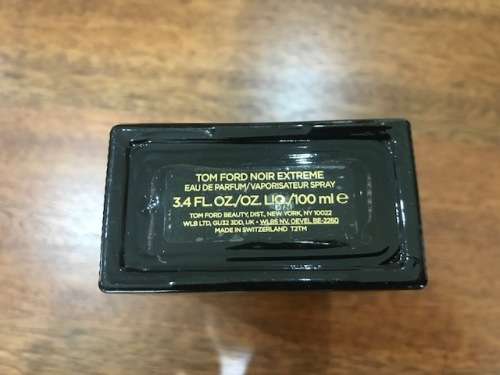 TOM FORD NOIR EXTREME
EAU DE PARFUM/VAPORISATEUR SPRAY
3.4 FL. OZ/OZ. LIQ./100 ml e
TOM FORD BEAUTY, DIST., NEW YORK, NY 10022
WLB LTD, GU32 3DD, UK • WLBS NV. OEVEL BE-2260
MADE IN SWITZERLAND T2TM